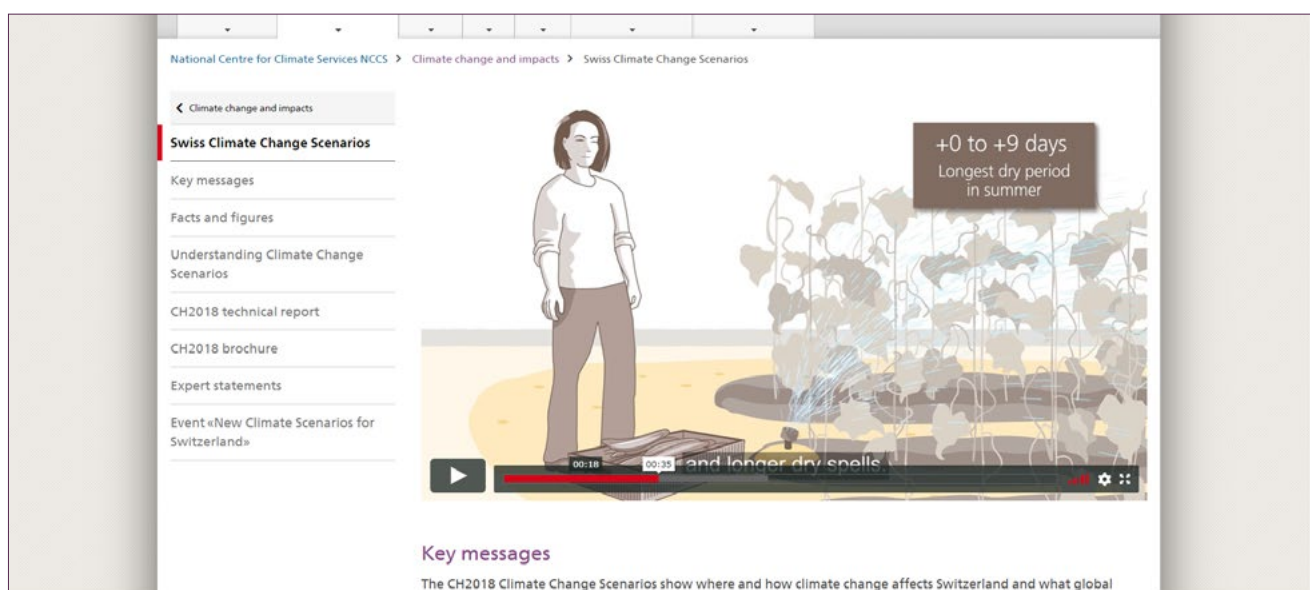 National Centre for Climate Services NCCS > Climate change and impacts > Swiss Climate Change Scenarios
Climate change and impacts
Swiss Climate Change Scenarios
Key messages
Facts and figures
Understanding Climate Change
Scenarios
CH2018 technical report
CH2018 brochure
Expert statements
Event «New Climate Scenarios for
Switzerland»
+0 to +9 days
Longest dry period
in summer
00:18 00:35 and longer dry spells.
Key messages
The CH2018 Climate Change Scenarios show where and how climate change affects Switzerland and what global